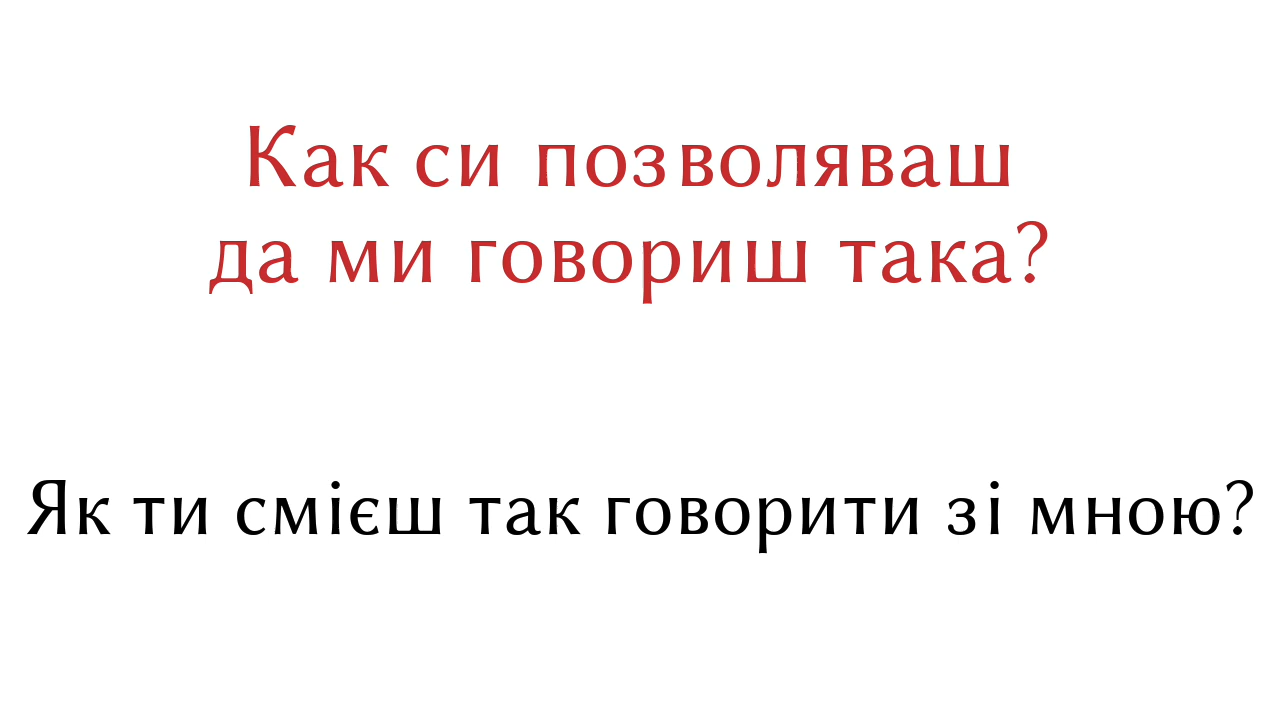 Как си позволяваш
да ми говориш така?
Як ти смієш так говорити зі мною?